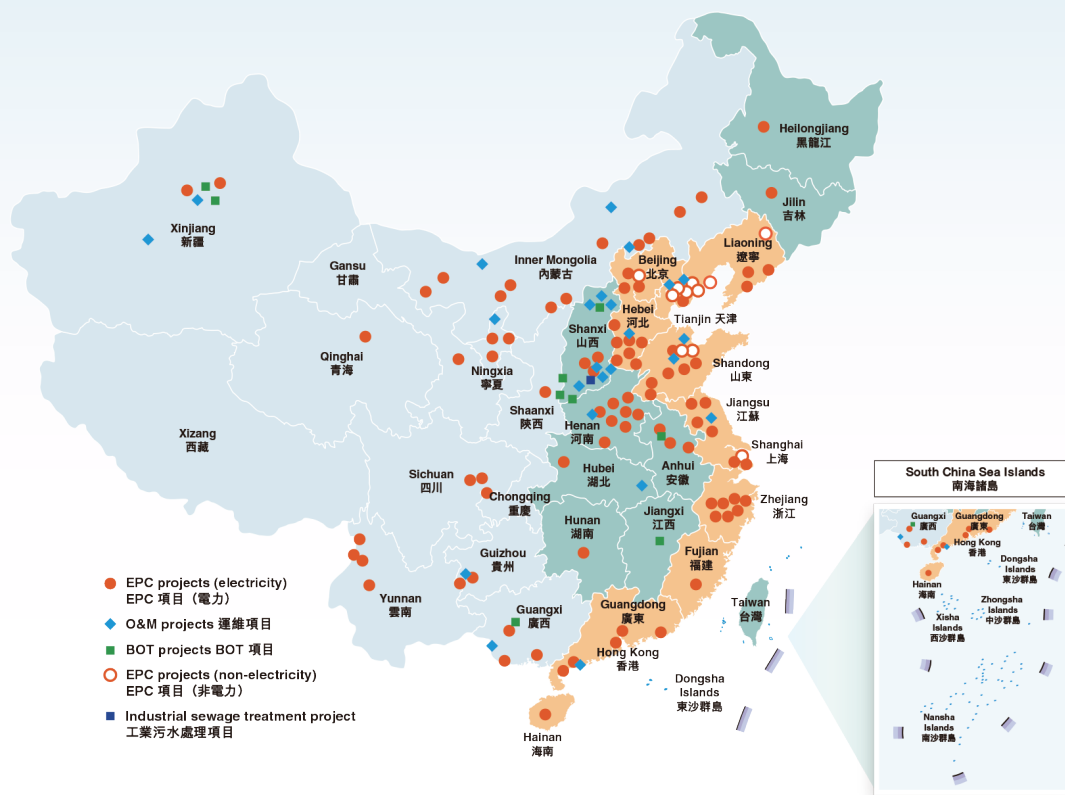 Heilongjiang
黑龍江
Jilin
吉林
Liaoning
遼寧
Xinjiang
新疆
Gansu
甘肅
Inner Mongolia
內蒙古
Beijing
北京
Hebei
河北
Tianjin 天津
Shanxi
山西
Shandong
山東
Qinghai
青海
Ningxia
寧夏
Shaanxi
陝西
Henan
河南
Jiangsu
江蘇
Xizang
西藏
Shanghai
上海
Sichuan
四川
Chongqing
重慶
Hubei
湖北
Anhui
安徽
Zhejiang
浙江
Hunan
湖南
Jiangxi
江西
Guizhou
貴州
Fujian
福建
Yunnan
雲南
Guangxi
廣西
Guangdong
廣東
Taiwan
台灣
Hong Kong
香港
Dongsha
Islands
東沙群島
Hainan
海南
EPC projects (electricity)
EPC 項目（電力）
O&M projects 運維項目
BOT projects BOT 項目
EPC projects (non-electricity)
EPC 項目（非電力）
Industrial sewage treatment project
工業污水處理項目
South China Sea Islands
南海諸島
Guangxi
廣西
Guangdong
廣東
Taiwan
台灣
Hong Kong
香港
Dongsha
Islands
東沙群島
Hainan
海南
Zhongsha
Islands
中沙群島
Xisha
Islands
西沙群島
Nansha
Islands
南沙群島